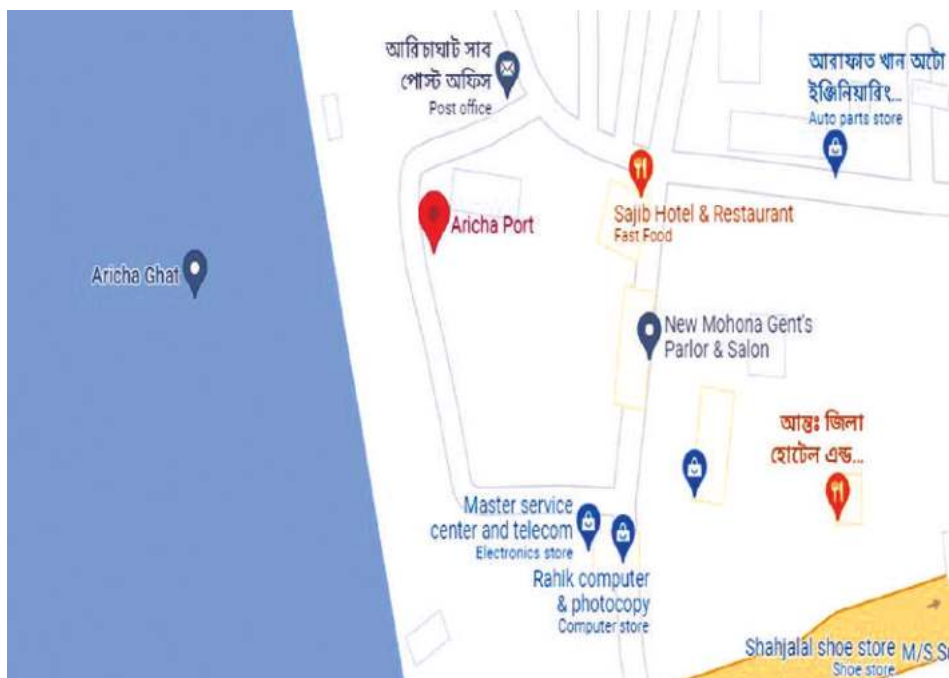 আরিচাঘাট সাব
পোস্ট অফিস
Post office
আরাফাত খান অটো
ইঞ্জিনিয়ারিং...
Auto parts store
Aricha Port
Sajib Hotel & Restaurant
Fast Food
Aricha Ghat
New Mohona Gent's
Parlor & Salon
আন্তঃ জিলা
হোটেল এন্ড...
Master service
center and telecom
Electronics store
Rahik computer
& photocopy
Computer store
Shahjalal shoe store
Shoe store
M/S